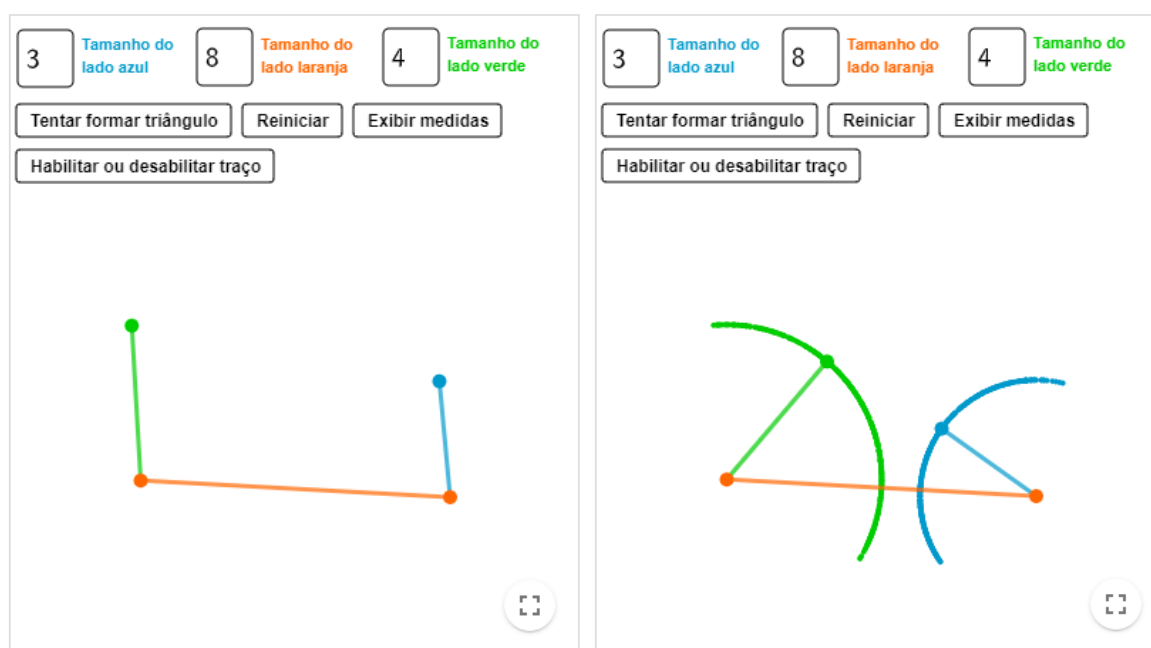 3
Tamanho do
lado azul
8
Tamanho do
lado laranja
4
Tamanho do
lado verde
Tentar formar triângulo
Reiniciar
Exibir medidas
Habilitar ou desabilitar traço
3
Tamanho do
lado azul
8
Tamanho do
lado laranja
4
Tamanho do
lado verde
Tentar formar triângulo
Reiniciar
Exibir medidas
Habilitar ou desabilitar traço